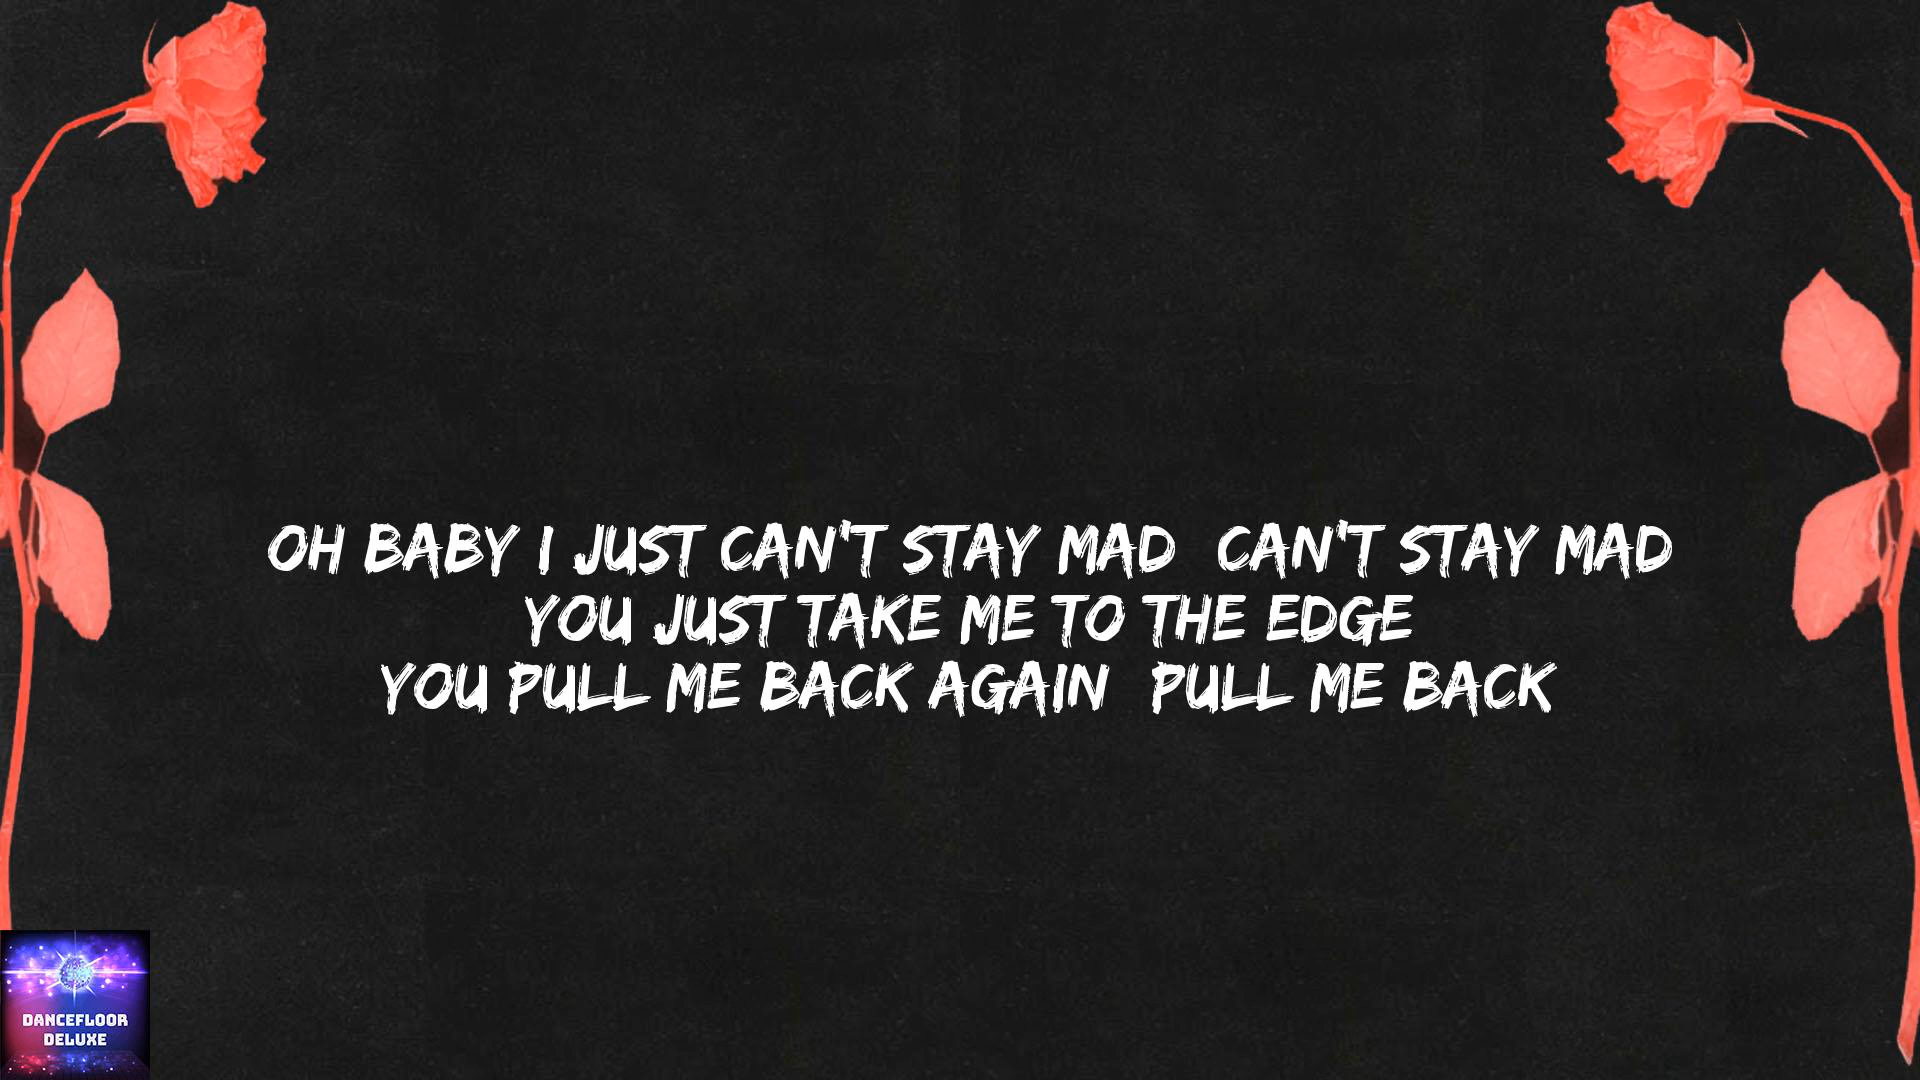 OH BABY I JUST CAN'T STAY MAD  CAN'T STAY MAD
YOU JUST TAKE ME TO THE EDGE
YOU PULL ME BACK AGAIN  PULL ME BACK
DANCEFLOOR
DELUXE